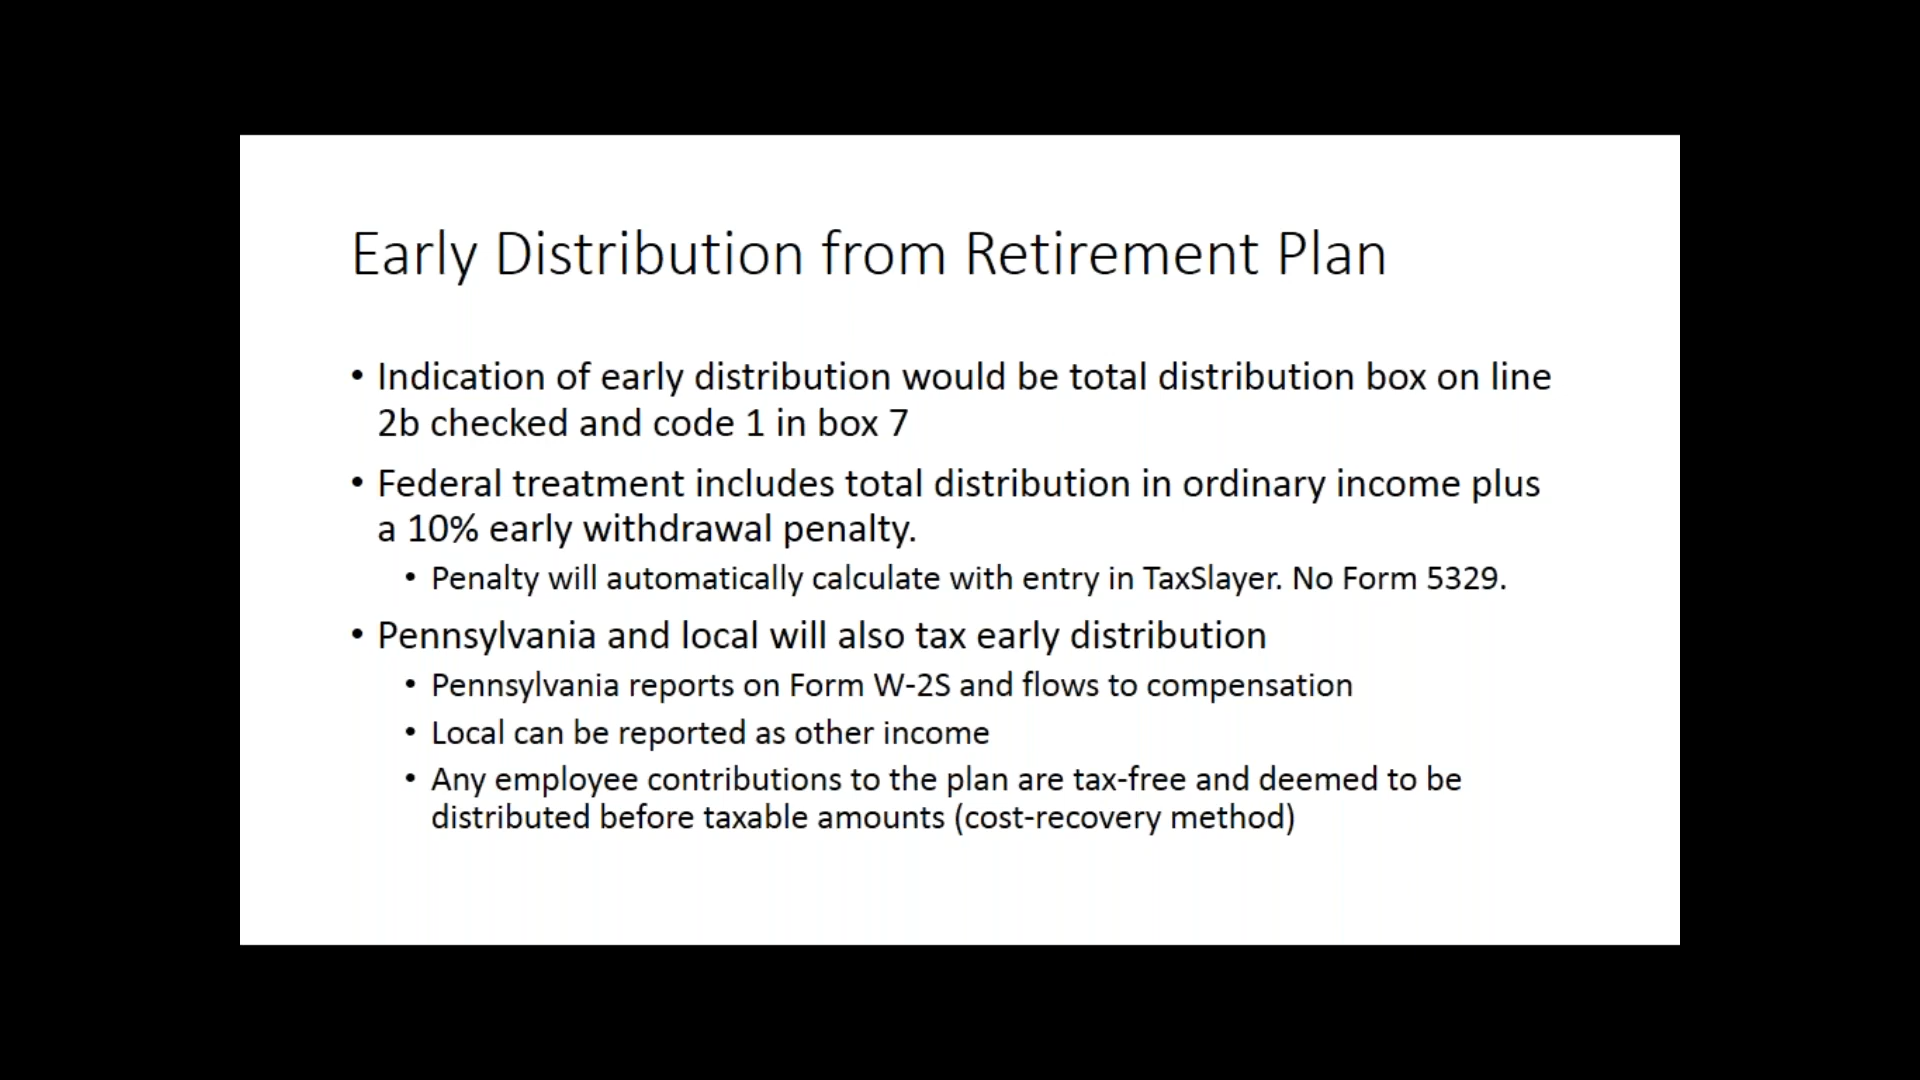 Early Distribution from Retirement Plan
• Indication of early distribution would be total distribution box on line
2b checked and code 1 in box 7
• Federal treatment includes total distribution in ordinary income plus
a 10% early withdrawal penalty.
• Penalty will automatically calculate with entry in TaxSlayer. No Form 5329.
• Pennsylvania and local will also tax early distribution
• Pennsylvania reports on Form W-2S and flows to compensation
• Local can be reported as other income
• Any employee contributions to the plan are tax-free and deemed to be
distributed before taxable amounts (cost-recovery method)